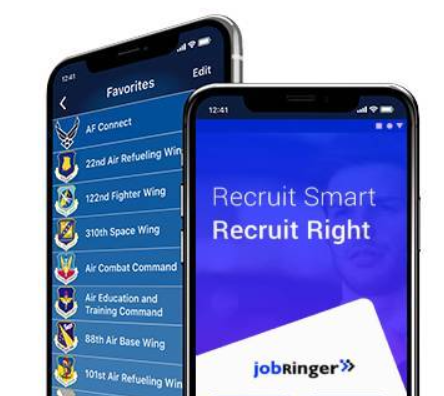 12:41
Favorites
Edit
AF Connect
22nd Air Refueling Win
122nd Fighter Wing
310th Space Wing
Air Combat Command
Air Education and
Training Command
88th Air Base Wing
101st Air Refueling Win
12:41
Recruit Smart
Recruit Right
jobRinger